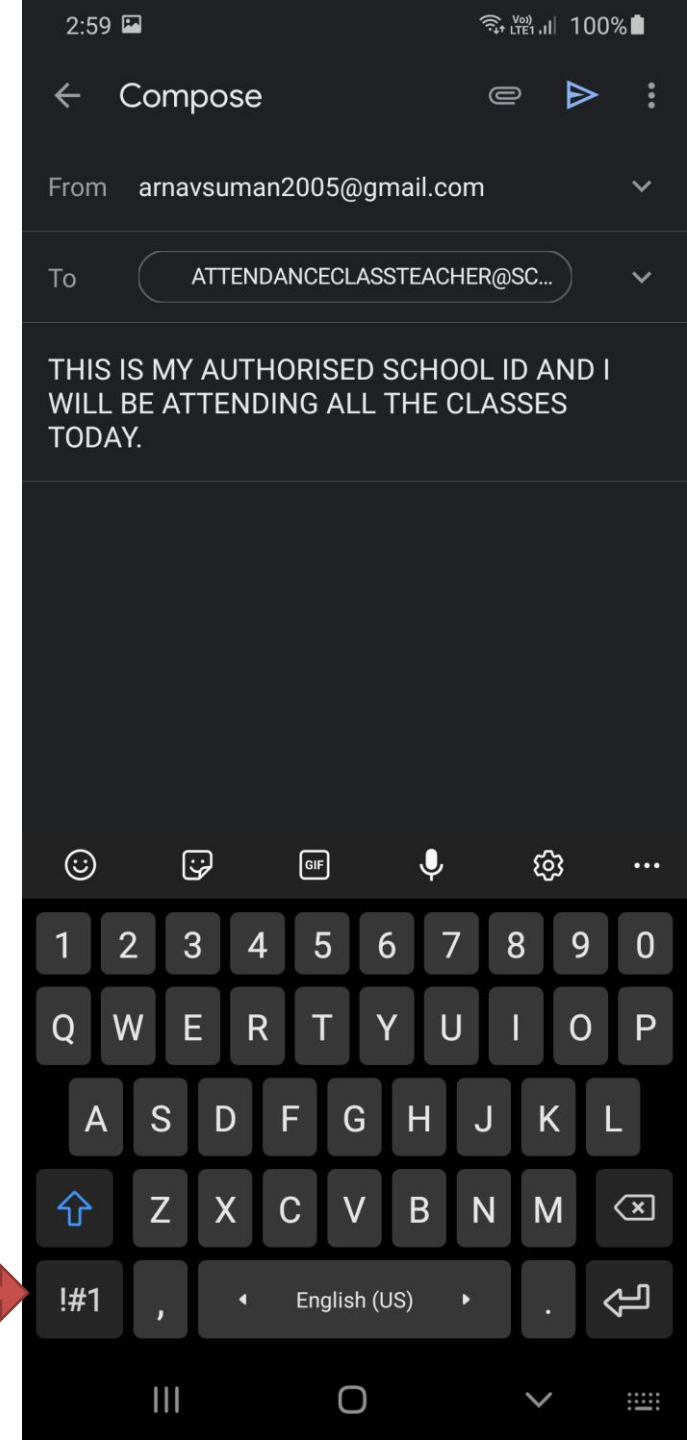 2:59 Vo)) LTE1 100%
Compose
From arnavsuman2005@gmail.com
To ATTENDANCECLASSTEACHER@SC...
THIS IS MY AUTHORISED SCHOOL ID AND I
WILL BE ATTENDING ALL THE CLASSES
TODAY.
GIF
1 2 3 4 5 6 7 8 9 0
Q W E R T Y U I O P
A S D F G H J K L
Z X C V B N M
!#1 , English (US) .